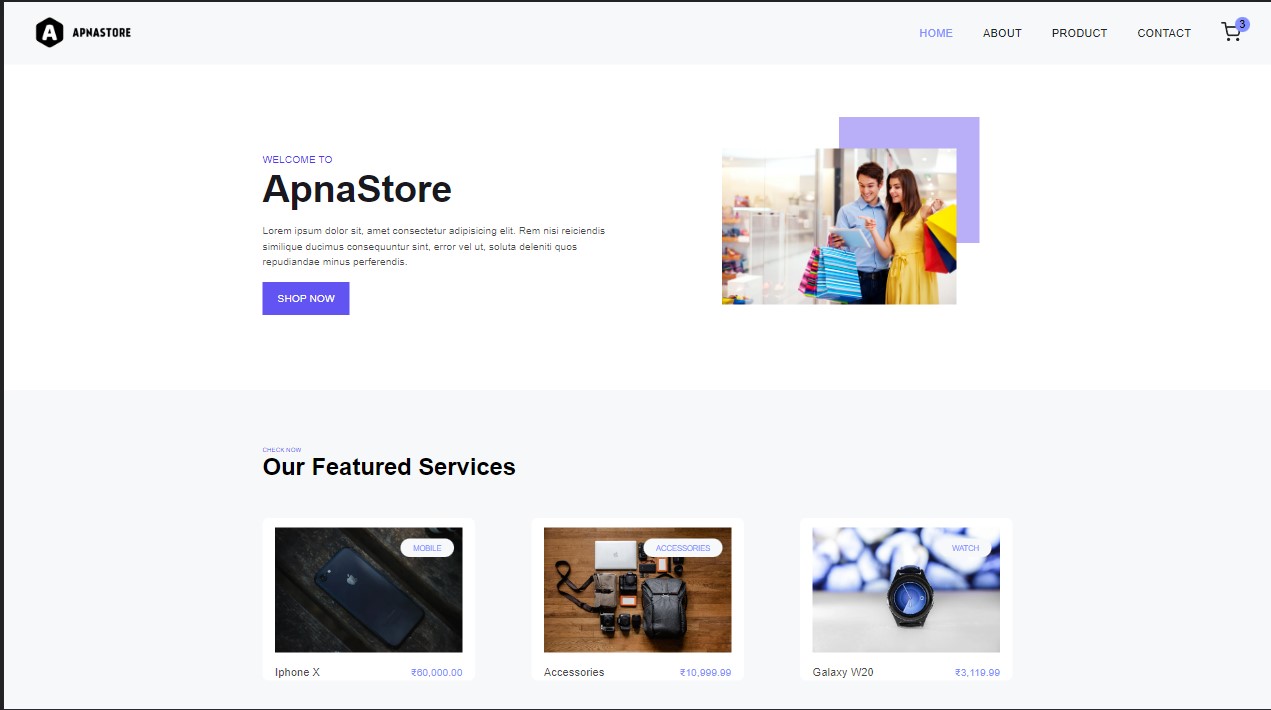 A APNASTORE
HOME ABOUT PRODUCT CONTACT 3
WELCOME TO
ApnaStore
Lorem ipsum dolor sit, amet consectetur adipisicing elit. Rem nisi reiciendis
similique ducimus consequuntur sint, error vel ut, soluta deleniti quos
repudiandae minus perferendis.
SHOP NOW
CHECK NOW
Our Featured Services
MOBILE
ACCESSORIES
WATCH
Iphone X ₹60,000.00
Accessories ₹10,999.99
Galaxy W20 ₹3,119.99